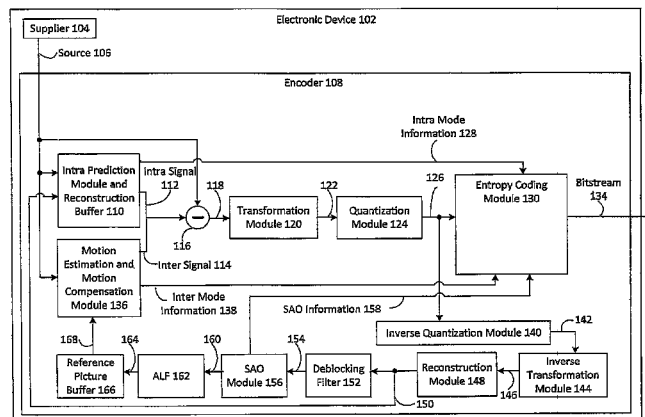 Electronic Device 102
Supplier 104
Source 106
Encoder 108
Intra Mode
Information 128
Intra Prediction
Module and
Reconstruction
Buffer 110
Intra Signal
112
118
116
Transformation
Module 120
122
Quantization
Module 124
126
Entropy Coding
Module 130
Bitstream
134
Motion
Estimation and
Motion
Compensation
Module 136
Inter Signal 114
Inter Mode
Information 138
SAO Information 158
Inverse Quantization Module 140
142
168
164
160
154
Reference
Picture
Buffer 166
ALF 162
SAO
Module 156
Deblocking
Filter 152
Reconstruction
Module 148
146
Inverse
Transformation
Module 144
150